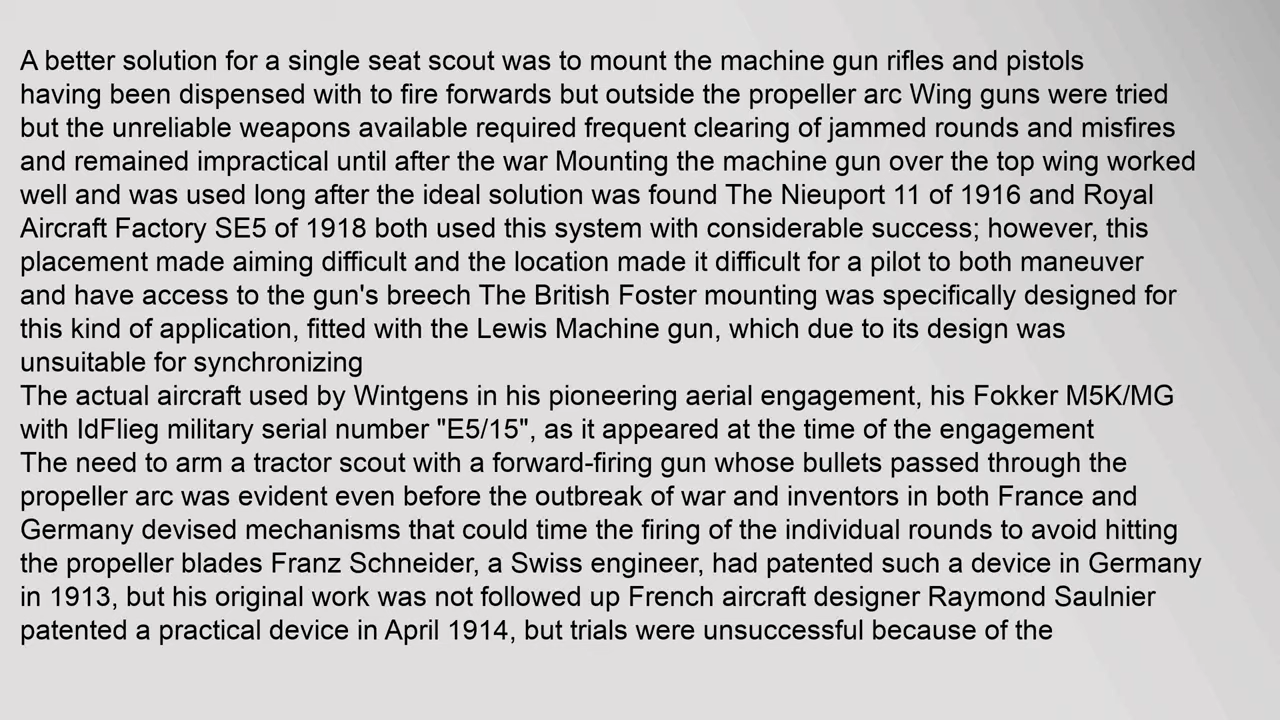 A better solution for a single seat scout was to mount the machine gun rifles and pistols
having been dispensed with to fire forwards but outside the propeller arc Wing guns were tried
but the unreliable weapons available required frequent clearing of jammed rounds and misfires
and remained impractical until after the war Mounting the machine gun over the top wing worked
well and was used long after the ideal solution was found The Nieuport 11 of 1916 and Royal
Aircraft Factory SE5 of 1918 both used this system with considerable success; however, this
placement made aiming difficult and the location made it difficult for a pilot to both maneuver
and have access to the gun's breech The British Foster mounting was specifically designed for
this kind of application, fitted with the Lewis Machine gun, which due to its design was
unsuitable for synchronizing
The actual aircraft used by Wintgens in his pioneering aerial engagement, his Fokker M5K/MG
with IdFlieg military serial number "E5/15", as it appeared at the time of the engagement
The need to arm a tractor scout with a forward-firing gun whose bullets passed through the
propeller arc was evident even before the outbreak of war and inventors in both France and
Germany devised mechanisms that could time the firing of the individual rounds to avoid hitting
the propeller blades Franz Schneider, a Swiss engineer, had patented such a device in Germany
in 1913, but his original work was not followed up French aircraft designer Raymond Saulnier
patented a practical device in April 1914, but trials were unsuccessful because of the